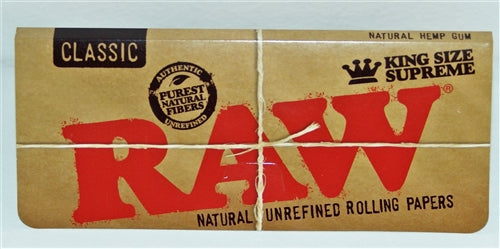 NATURAL HEMP GUM
CLASSIC
KING SIZE
SUPREME
AUTHENTIC
PUREST
NATURAL
FIBERS
UNREFINED
RAW®
NATURAL UNREFINED ROLLING PAPERS